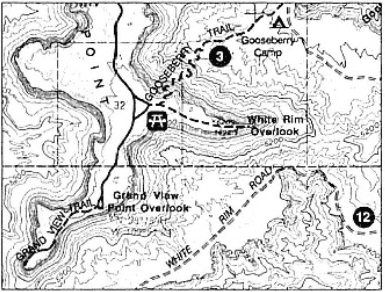 POINT
32
GOOSEBERRY TRAIL
3
Gooseberry
Camp
White Rim
Overlook
Grand View
Point Overlook
GRAND VIEW TRAIL
WHITE RIM ROAD
12